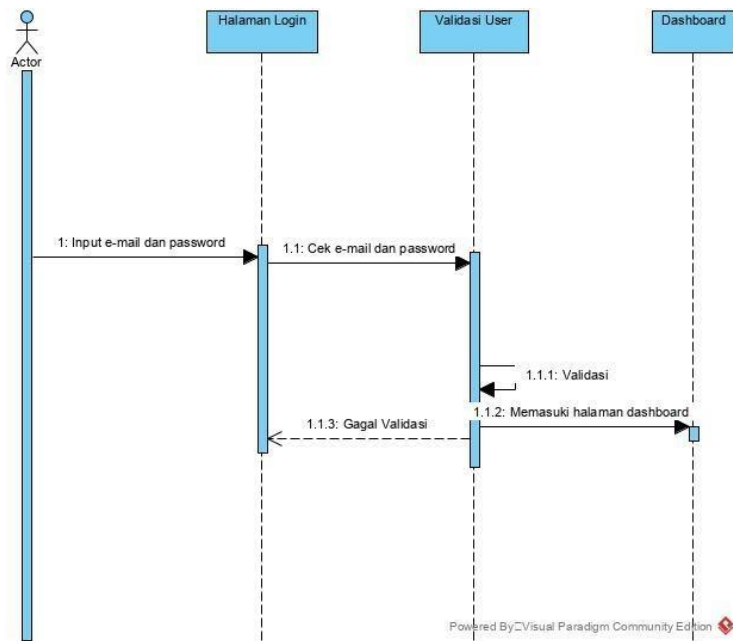 Halaman Login
Validasi User
Dashboard
Actor
1: Input e-mail dan password
1.1: Cek e-mail dan password
1.1.1: Validasi
1.1.2: Memasuki halaman dashboard
1.1.3: Gagal Validasi
Powered By Visual Paradigm Community Edition